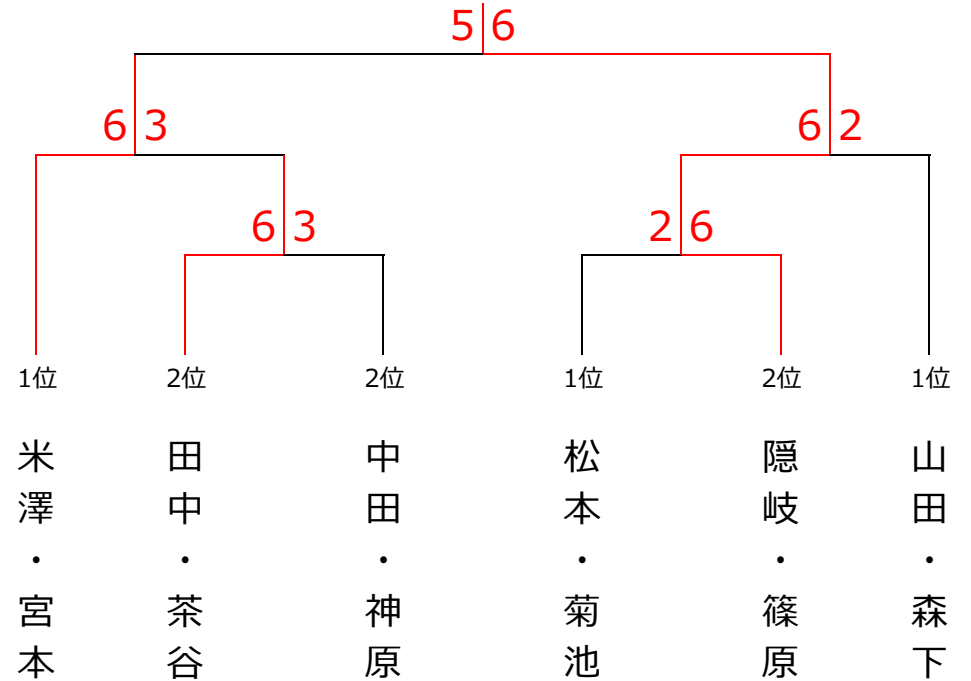 5 6
6 3
6 2
6 3
2 6
1位 2位 2位 1位 2位 1位
米澤・宮本
田中・茶谷
中田・神原
松本・菊池
隠岐・篠原
山田・森下